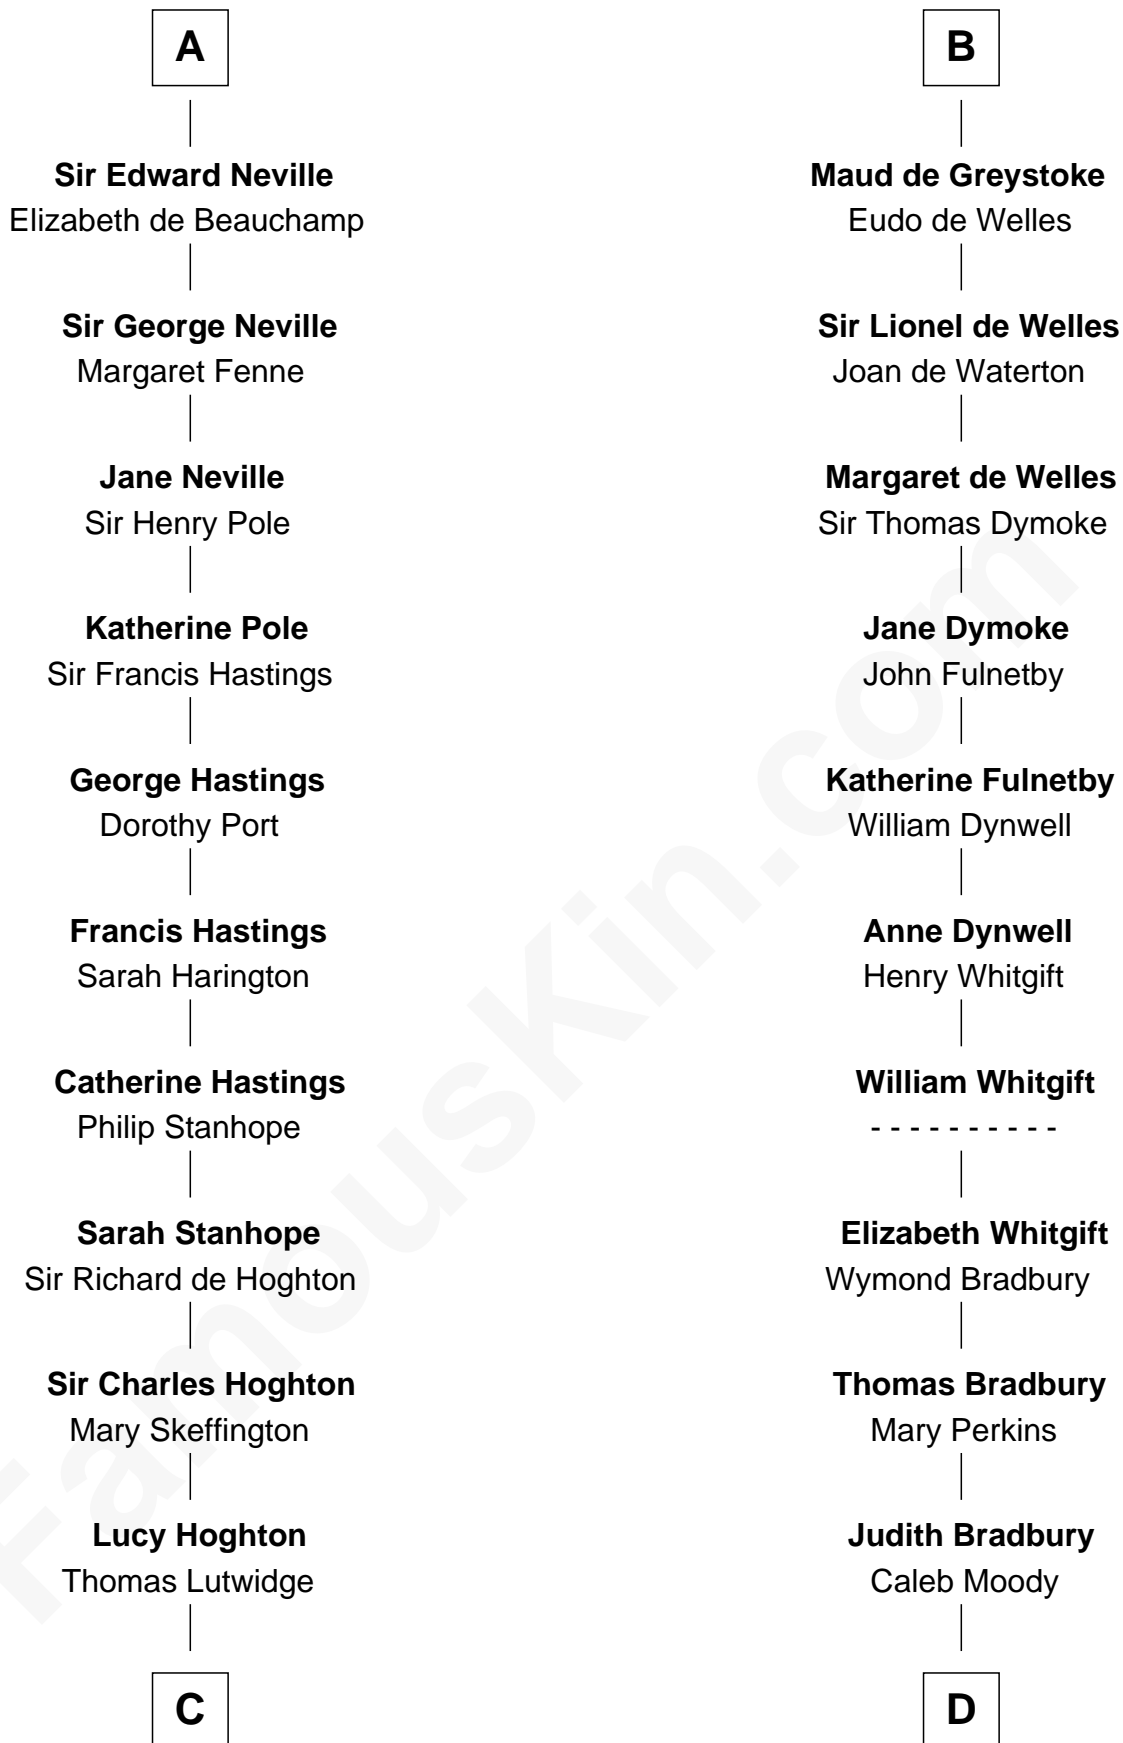 A
Sir Edward Neville
Elizabeth de Beauchamp
Sir George Neville
Margaret Fenne
Jane Neville
Sir Henry Pole
Katherine Pole
Sir Francis Hastings
George Hastings
Dorothy Port
Francis Hastings
Sarah Harington
Catherine Hastings
Philip Stanhope
Sarah Stanhope
Sir Richard de Hoghton
Sir Charles Hoghton
Mary Skeffington
Lucy Hoghton
Thomas Lutwidge
C
B
Maud de Greystoke
Eudo de Welles
Sir Lionel de Welles
Joan de Waterton
Margaret de Welles
Sir Thomas Dymoke
Jane Dymoke
John Fulnetby
Katherine Fulnetby
William Dynwell
Anne Dynwell
Henry Whitgift
William Whitgift
- - - - - - - - - -
Elizabeth Whitgift
Wymond Bradbury
Thomas Bradbury
Mary Perkins
Judith Bradbury
Caleb Moody
D
FamousKin.com